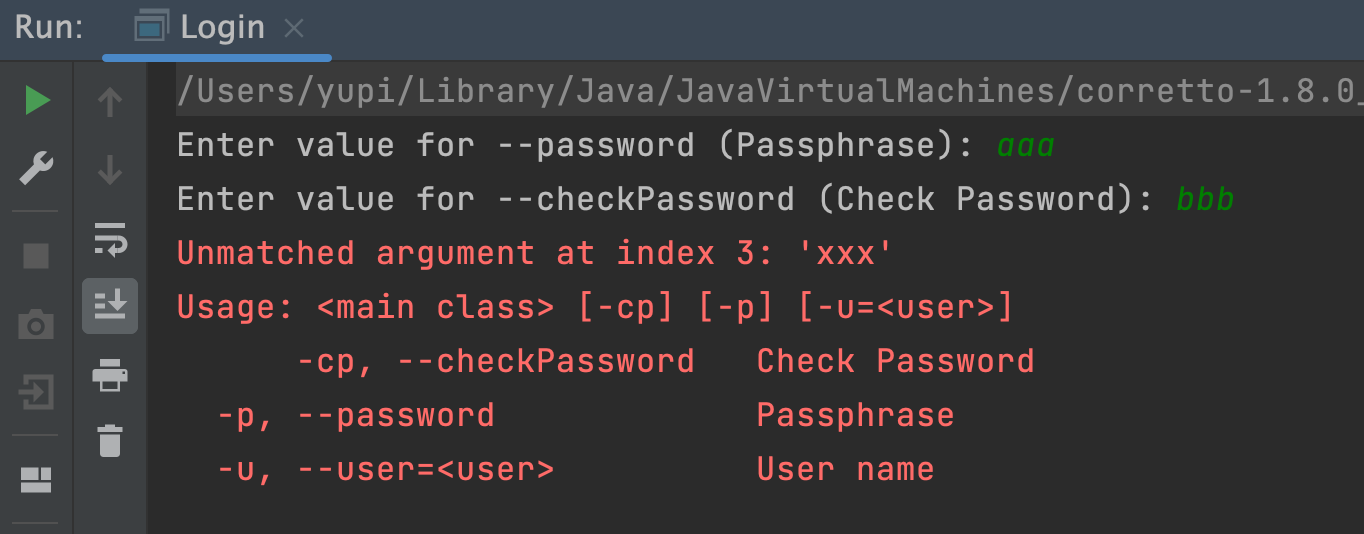 Run: Login
/Users/yupi/Library/Java/JavaVirtualMachines/corretto-1.8.0_
Enter value for --password (Passphrase): aaa
Enter value for --checkPassword (Check Password): bbb
Unmatched argument at index 3: 'xxx'
Usage: <main class> [-cp] [-p] [-u=<user>]
-cp, --checkPassword Check Password
-p, --password Passphrase
-u, --user=<user> User name